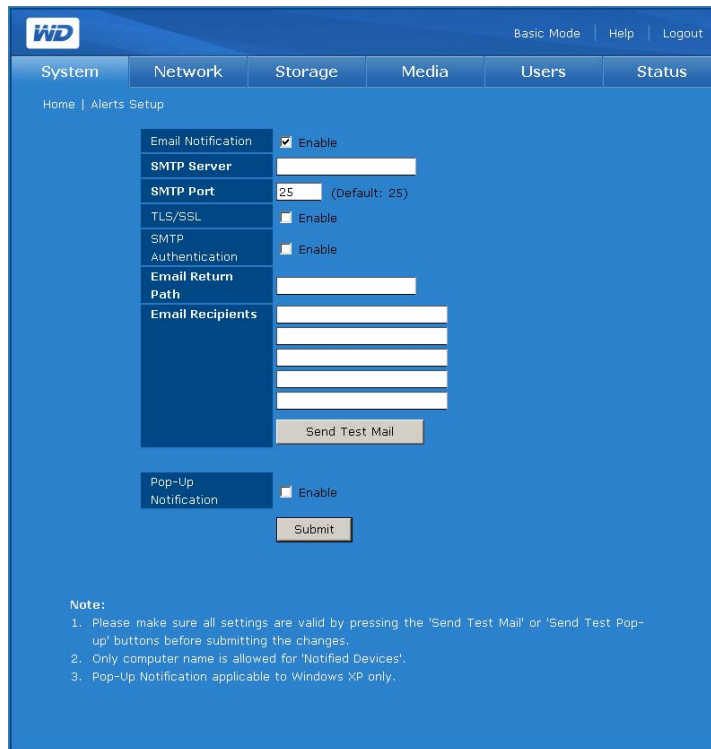 WD
Basic Mode | Help | Logout
System Network Storage Media Users Status
Home | Alerts Setup
Email Notification Enable
SMTP Server
SMTP Port 25 (Default: 25)
TLS/SSL Enable
SMTP
Authentication Enable
Email Return
Path
Email Recipients
Send Test Mail
Pop-Up
Notification Enable
Submit
Note:
1. Please make sure all settings are valid by pressing the 'Send Test Mail' or 'Send Test Pop-
up' buttons before submitting the changes.
2. Only computer name is allowed for 'Notified Devices'.
3. Pop-Up Notification applicable to Windows XP only.